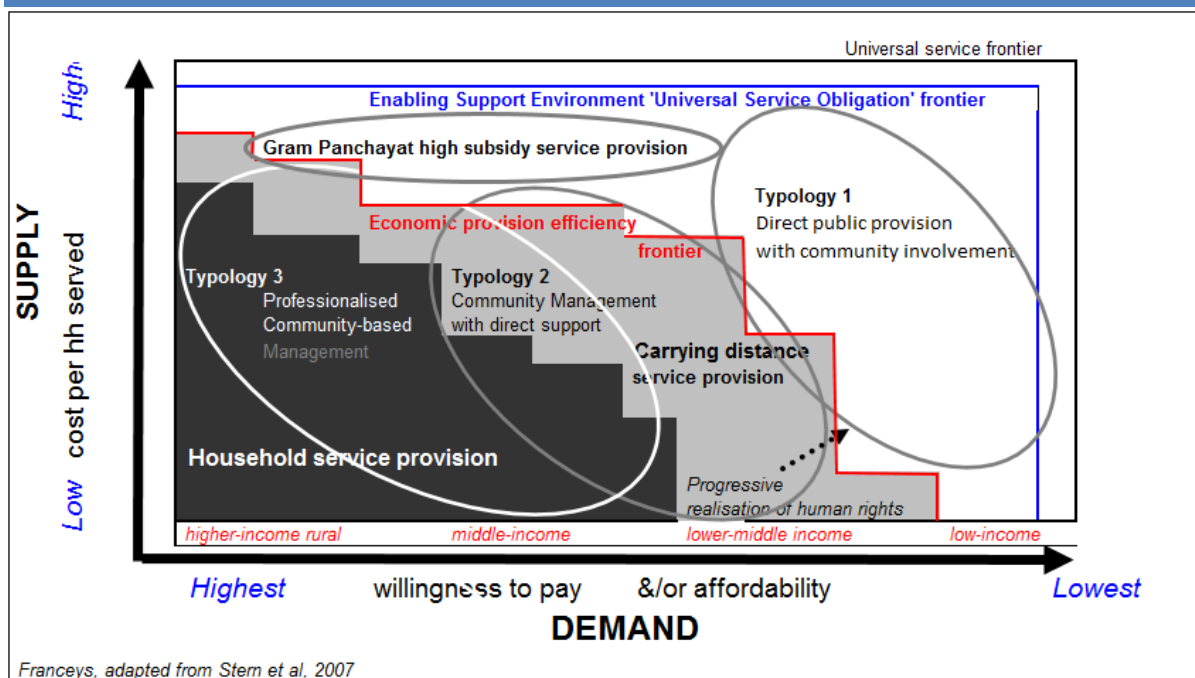 Universal service frontier
Enabling Support Environment 'Universal Service Obligation' frontier
Gram Panchayat high subsidy service provision
Typology 1
Direct public provision
with community involvement
Economic provision efficiency
frontier
Typology 3
Professionalised
Community-based
Management
Typology 2
Community Management
with direct support
Carrying distance
service provision
Household service provision
Progressive
realisation of human rights
higher-income rural
middle-income
lower-middle income
low-income
High
SUPPLY
cost per hh served
Low
Highest
willingness to pay
&/or affordability
Lowest
DEMAND
Franceys, adapted from Stern et al, 2007